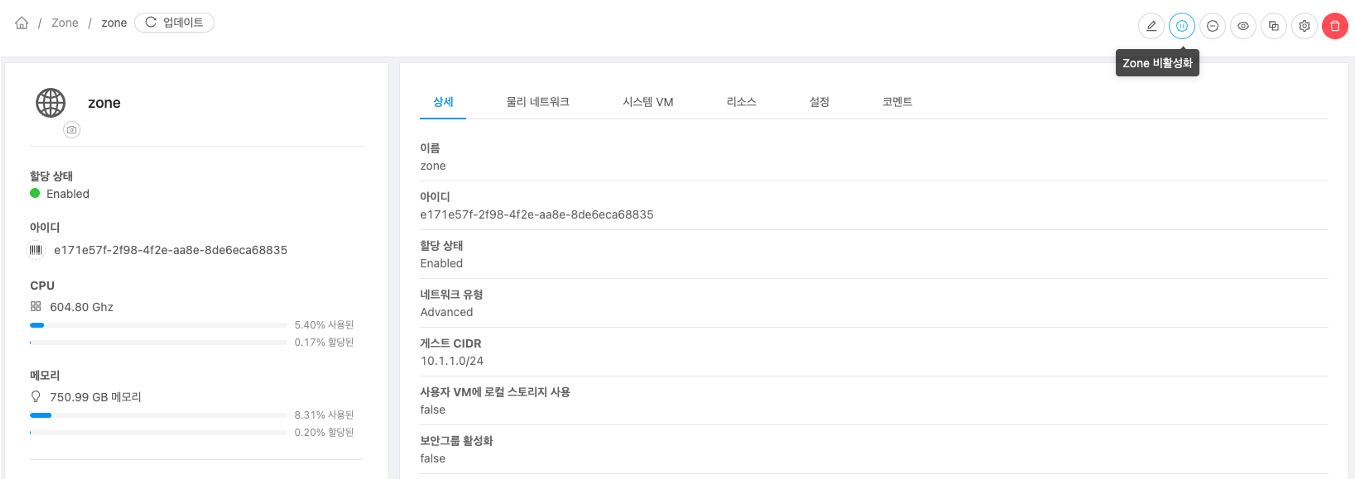 / Zone / zone 업데이트
Zone 비활성화
zone
할당 상태
Enabled
아이디
e171e57f-2f98-4f2e-aa8e-8de6eca68835
CPU
604.80 Ghz
5.40% 사용된
0.17% 할당된
메모리
750.99 GB 메모리
8.31% 사용된
0.20% 할당된
상세 물리 네트워크 시스템 VM 리소스 설정 코멘트
이름
zone
아이디
e171e57f-2f98-4f2e-aa8e-8de6eca68835
할당 상태
Enabled
네트워크 유형
Advanced
게스트 CIDR
10.1.1.0/24
사용자 VM에 로컬 스토리지 사용
false
보안그룹 활성화
false